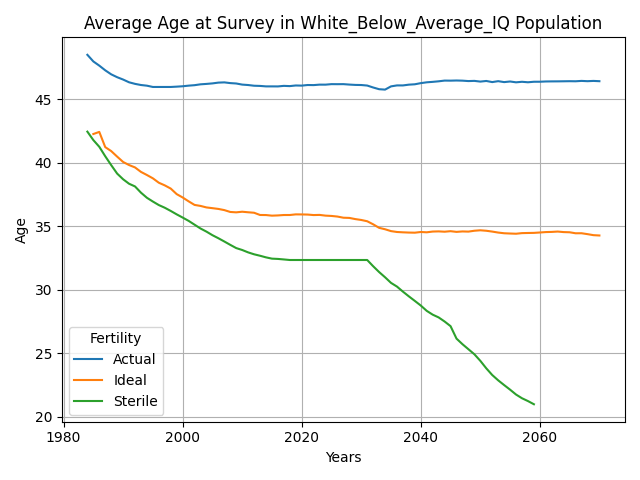 Average Age at Survey in White_Below_Average_IQ Population
Age
45
40
35
30
25
20
Fertility
Actual
Ideal
Sterile
1980
2000
2020
2040
2060
Years